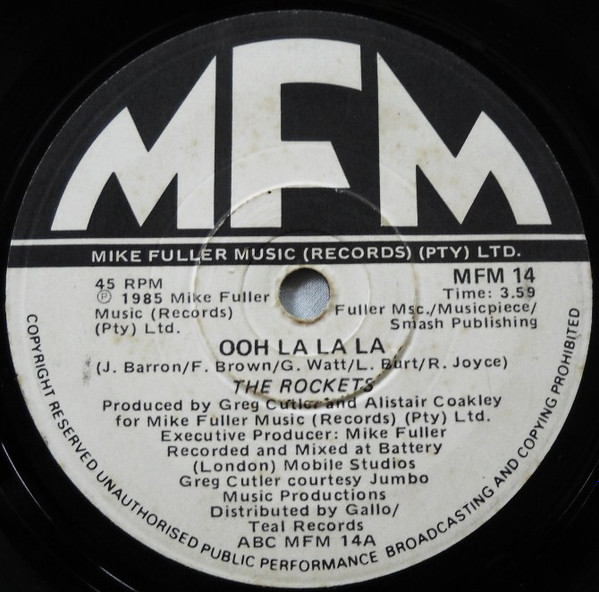 MFM
MIKE FULLER MUSIC (RECORDS) (PTY) LTD.
45 RPM
℗ 1985 Mike Fuller
Music (Records)
(Pty) Ltd.
MFM 14
Time: 3.59
Fuller Msc./Musicpiece/
Smash Publishing
OOH LA LA LA
(J. Barron/F. Brown/G. Watt/L. Burt/R. Joyce)
THE ROCKETS
Produced by Greg Cutler and Alistair Coakley
for Mike Fuller Music (Records) (Pty) Ltd.
Executive Producer: Mike Fuller
Recorded and Mixed at Battery
(London) Mobile Studios
Greg Cutler courtesy Jumbo
Music Productions
Distributed by Gallo/
Teal Records
ABC MFM 14A
COPYRIGHT RESERVED UNAUTHORISED PUBLIC PERFORMANCE BROADCASTING AND COPYING PROHIBITED